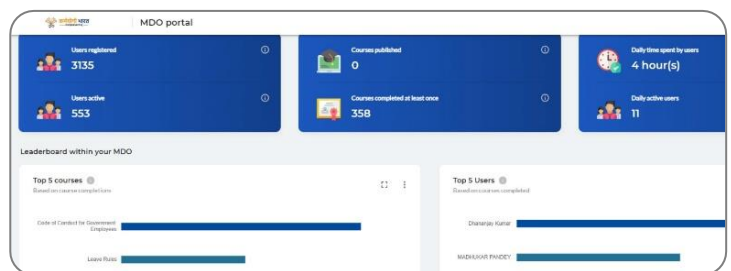 कर्मयोगी भारत
MDO portal
Users registered
3135
Users active
553
Courses published
0
Courses completed at least once
358
Daily time spent by users
4 hour(s)
Daily active users
11
Leaderboard within your MDO
Top 5 courses
Based on course completions
Code of Conduct for Government
Employees
Leave Rules
Top 5 Users
Based on courses completed
Dhananjay Kumar
MADHUKAR PANDEY